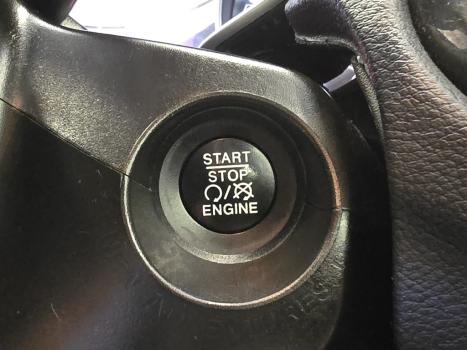 START
STOP
/
ENGINE